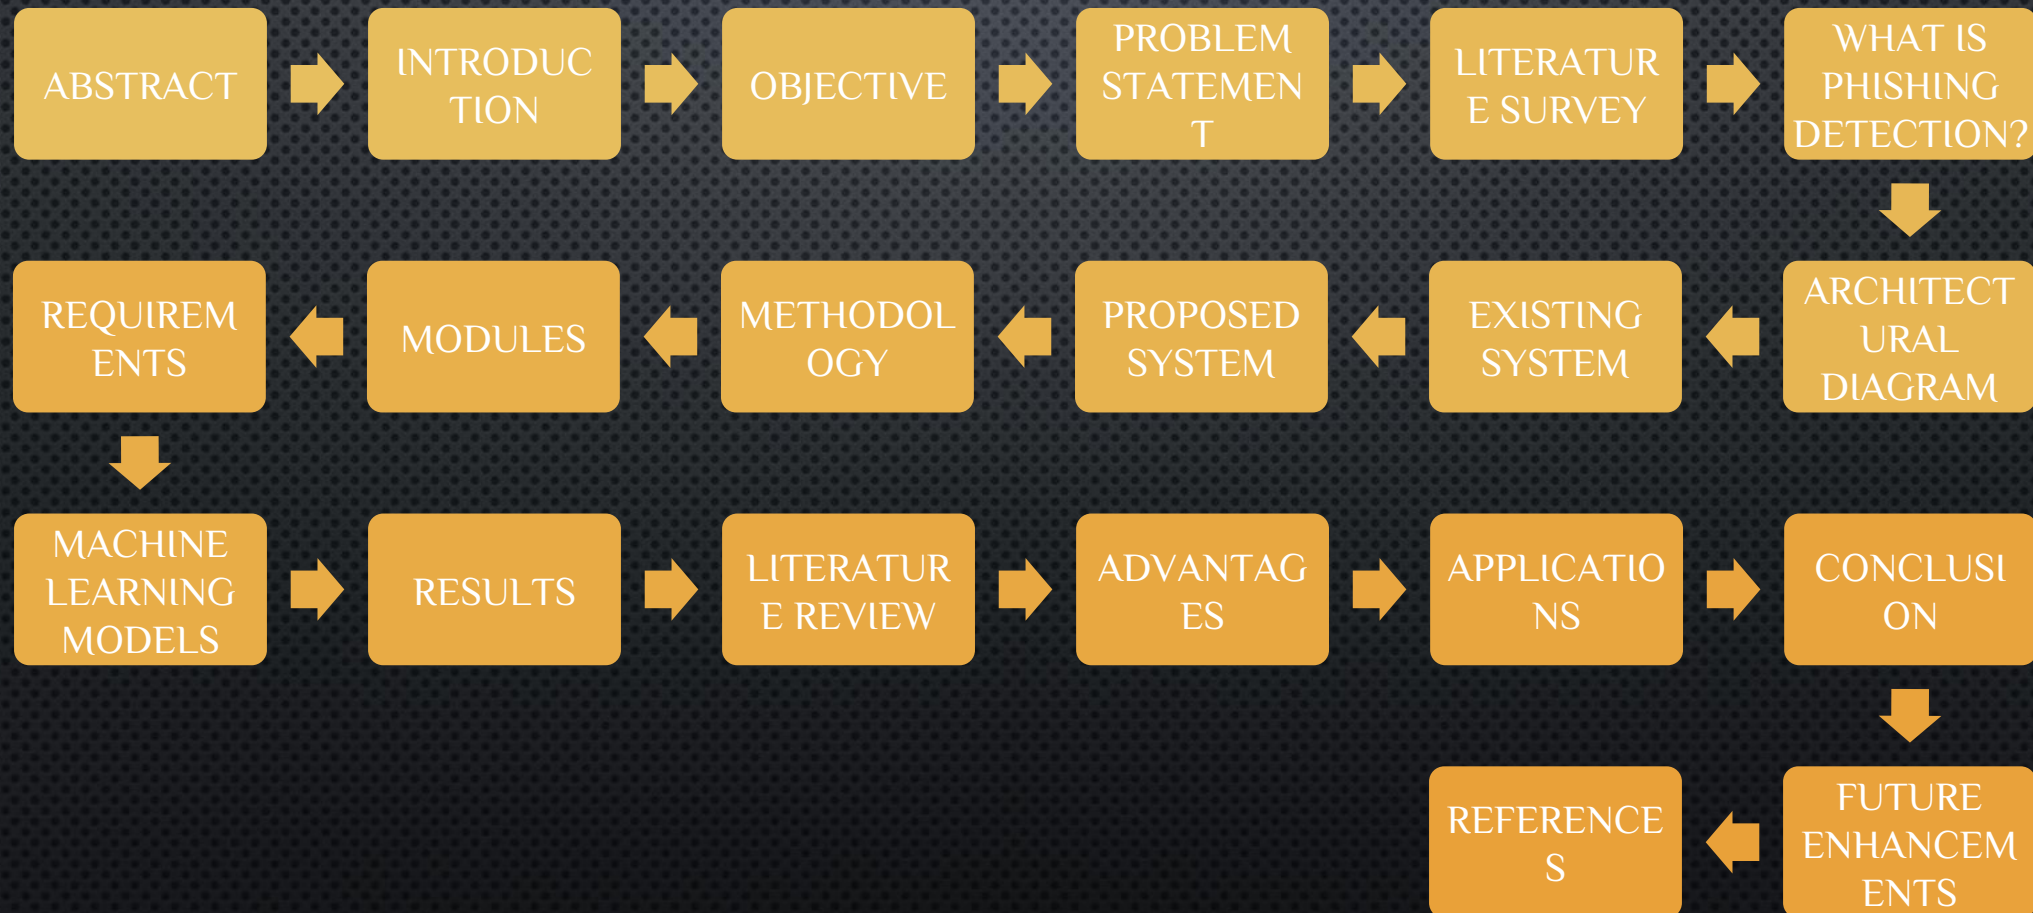 ABSTRACT
INTRODUC
TION
OBJECTIVE
PROBLEM
STATEMEN
T
LITERATUR
E SURVEY
WHAT IS
PHISHING
DETECTION?
ARCHITECT
URAL
DIAGRAM
EXISTING
SYSTEM
PROPOSED
SYSTEM
METHODOL
OGY
MODULES
REQUIREM
ENTS
MACHINE
LEARNING
MODELS
RESULTS
LITERATUR
E REVIEW
ADVANTAG
ES
APPLICATIO
NS
CONCLUSI
ON
FUTURE
ENHANCEM
ENTS
REFERENCE
S